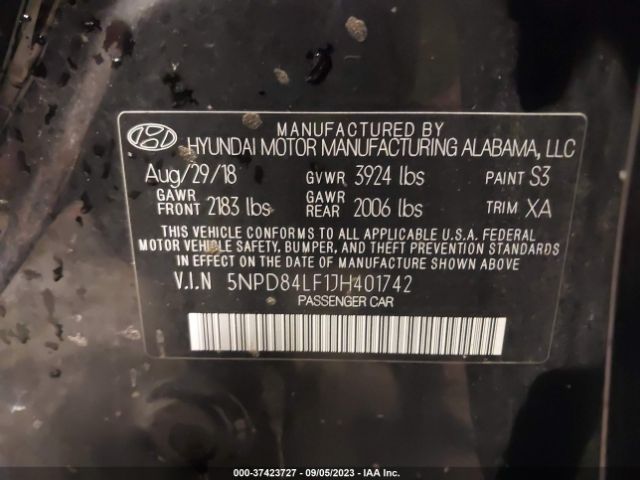 MANUFACTURED BY
HYUNDAI MOTOR MANUFACTURING ALABAMA, LLC
Aug/29/18 GVWR 3924 lbs PAINT S3
GAWR FRONT 2183 lbs GAWR REAR 2006 lbs TRIM XA
THIS VEHICLE CONFORMS TO ALL APPLICABLE U.S.A. FEDERAL
MOTOR VEHICLE SAFETY, BUMPER, AND THEFT PREVENTION STANDARDS
IN EFFECT ON THE DATE OF MANUFACTURE SHOWN ABOVE.
V.I.N 5NPD84LF1JH401742
PASSENGER CAR
000-37423727 - 09/05/2023 - IAA Inc.